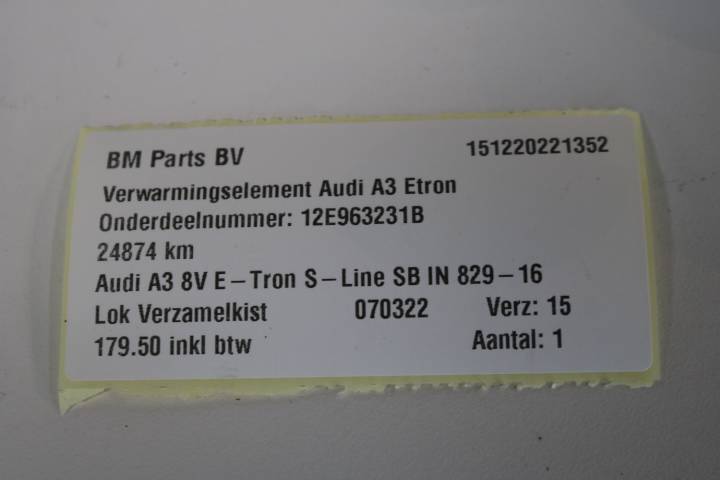 BM Parts BV 151220221352
Verwarmingselement Audi A3 Etron
Onderdeelnummer: 12E963231B
24874 km
Audi A3 8V E-Tron S-Line SB IN 829-16
Lok Verzamelkist 070322 Verz: 15
179.50 inkl btw Aantal: 1